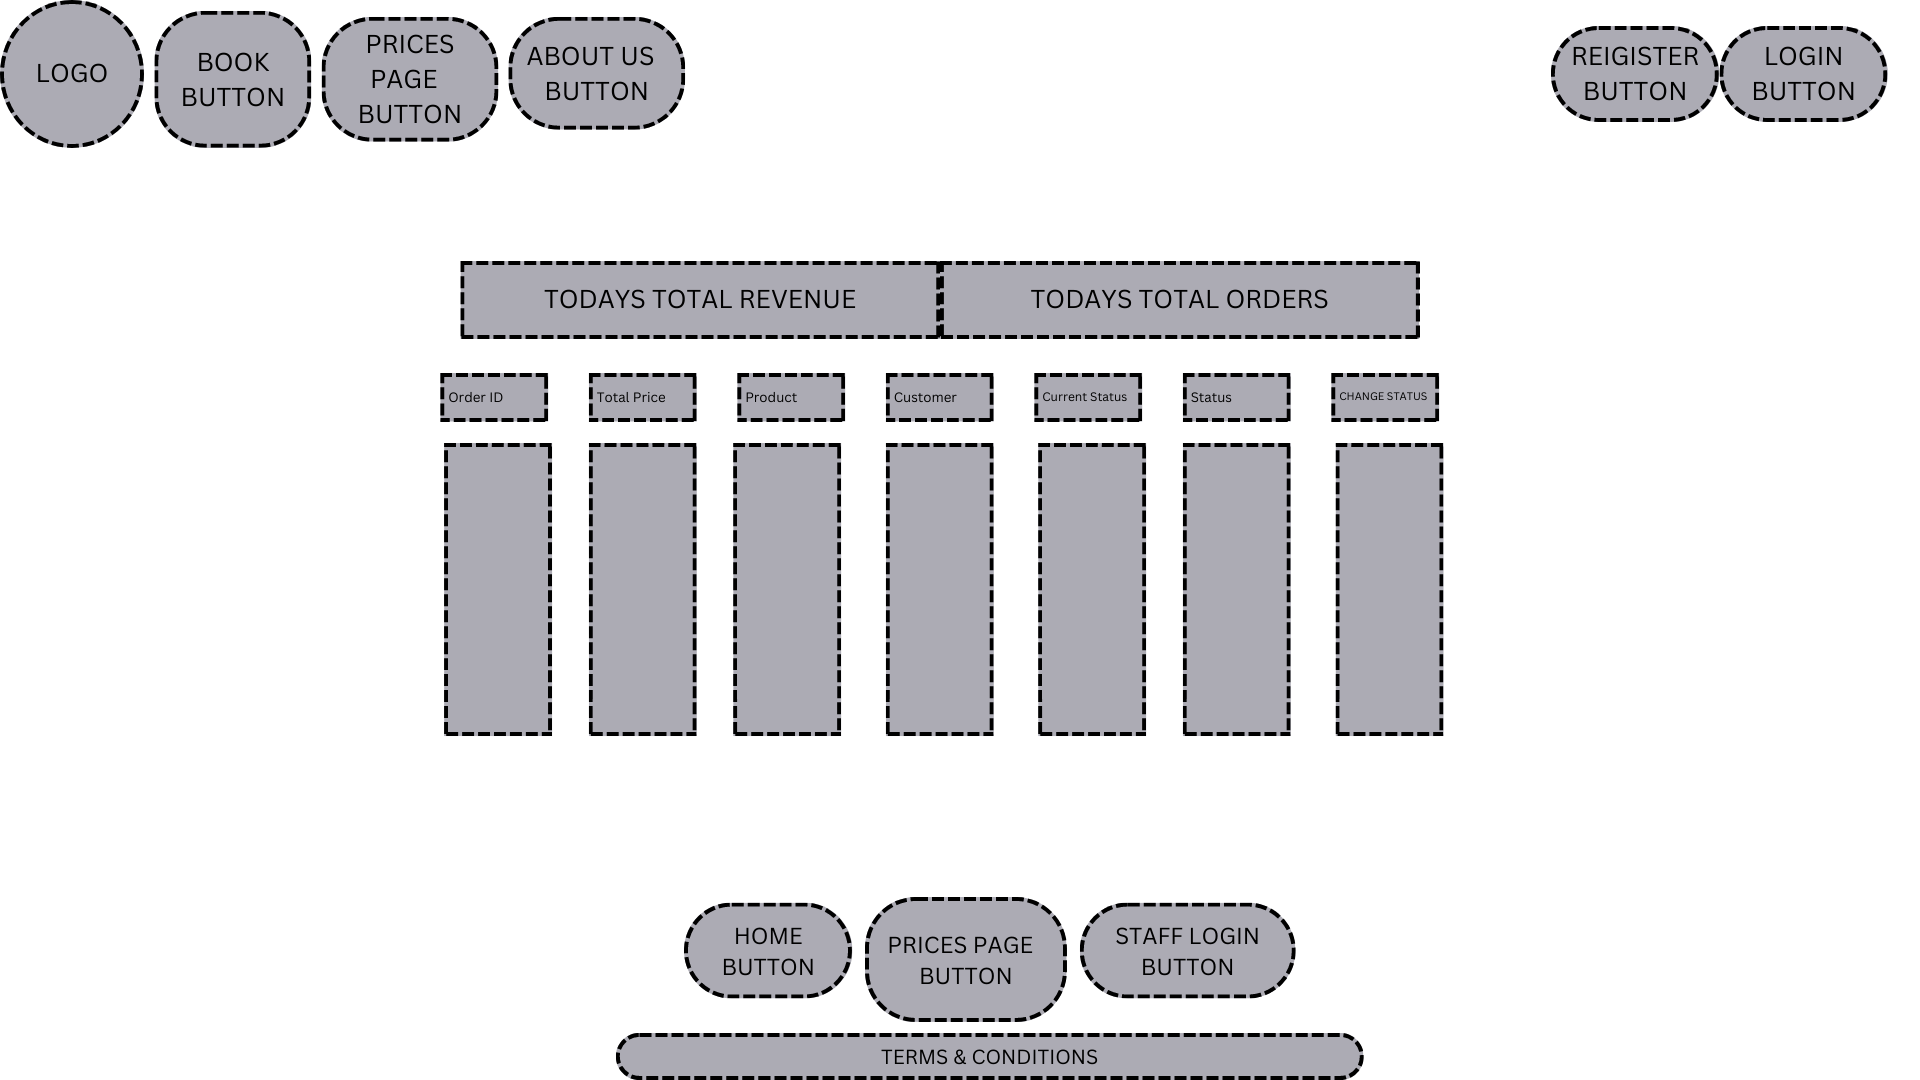 LOGO
BOOK
BUTTON
PRICES
PAGE
BUTTON
ABOUT US
BUTTON
REIGISTER
BUTTON
LOGIN
BUTTON
TODAYS TOTAL REVENUE
TODAYS TOTAL ORDERS
Order ID
Total Price
Product
Customer
Current Status
Status
CHANGE STATUS
HOME
BUTTON
PRICES PAGE
BUTTON
STAFF LOGIN
BUTTON
TERMS & CONDITIONS